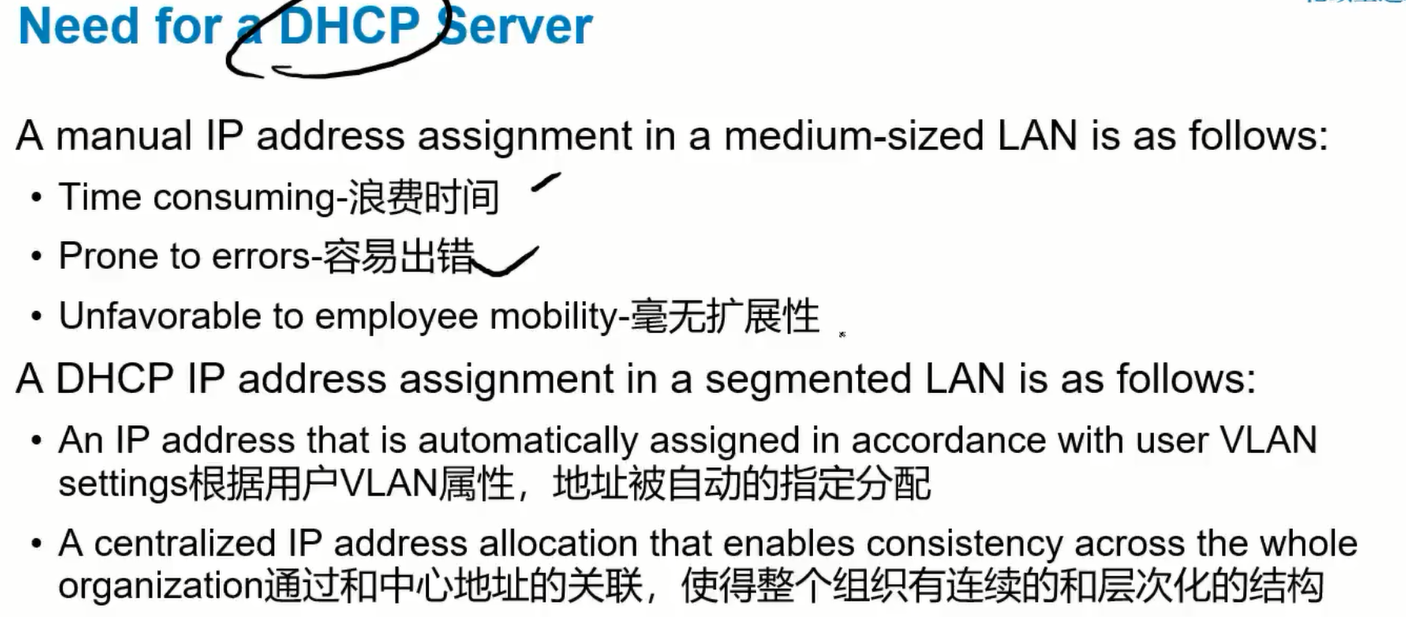 Need for a DHCP Server
A manual IP address assignment in a medium-sized LAN is as follows:
• Time consuming-浪费时间
• Prone to errors-容易出错
• Unfavorable to employee mobility-毫无扩展性
A DHCP IP address assignment in a segmented LAN is as follows:
• An IP address that is automatically assigned in accordance with user VLAN
settings根据用户VLAN属性，地址被自动的指定分配
• A centralized IP address allocation that enables consistency across the whole
organization通过和中心地址的关联，使得整个组织有连续的和层次化的结构